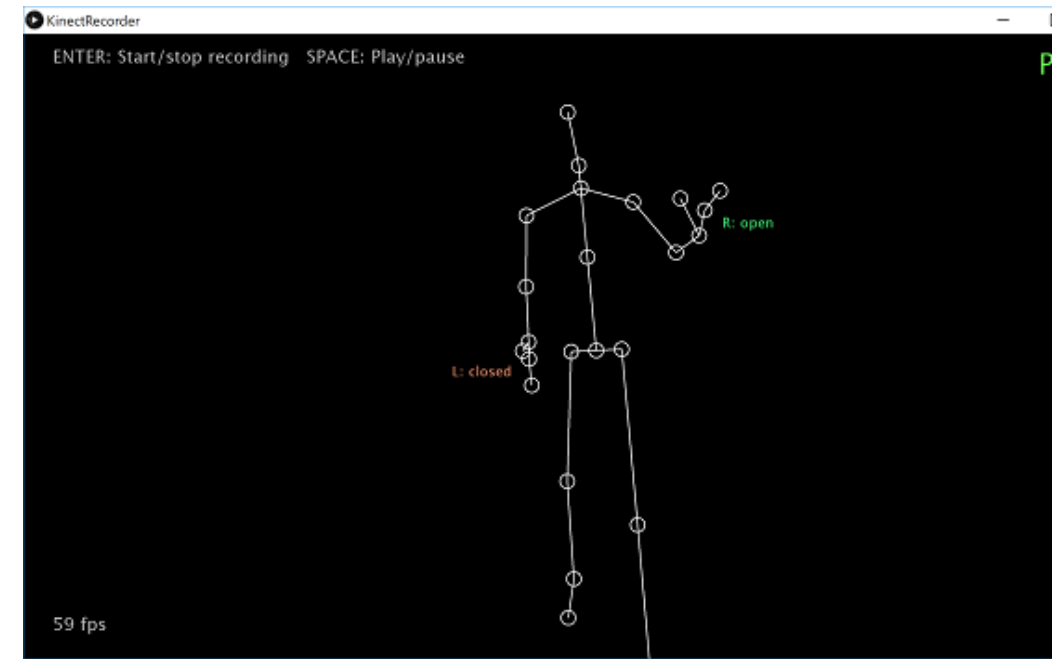 KinectRecorder
ENTER: Start/stop recording SPACE: Play/pause
P
R: open
L: closed
59 fps